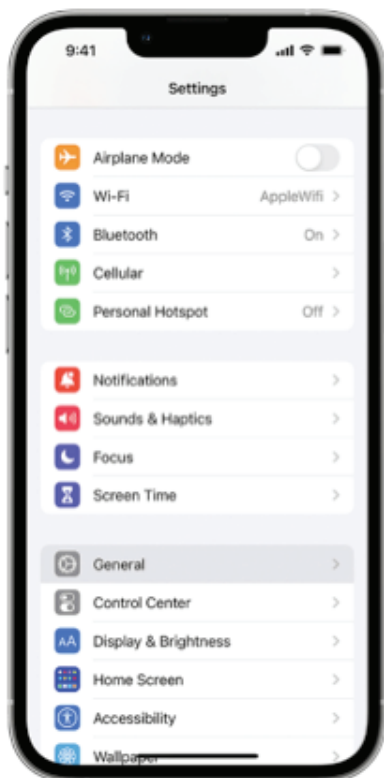 9:41
Settings
Airplane Mode
Wi-Fi AppleWifi
Bluetooth On
Cellular
Personal Hotspot Off
Notifications
Sounds & Haptics
Focus
Screen Time
General
Control Center
AA Display & Brightness
Home Screen
Accessibility
Wallpaper